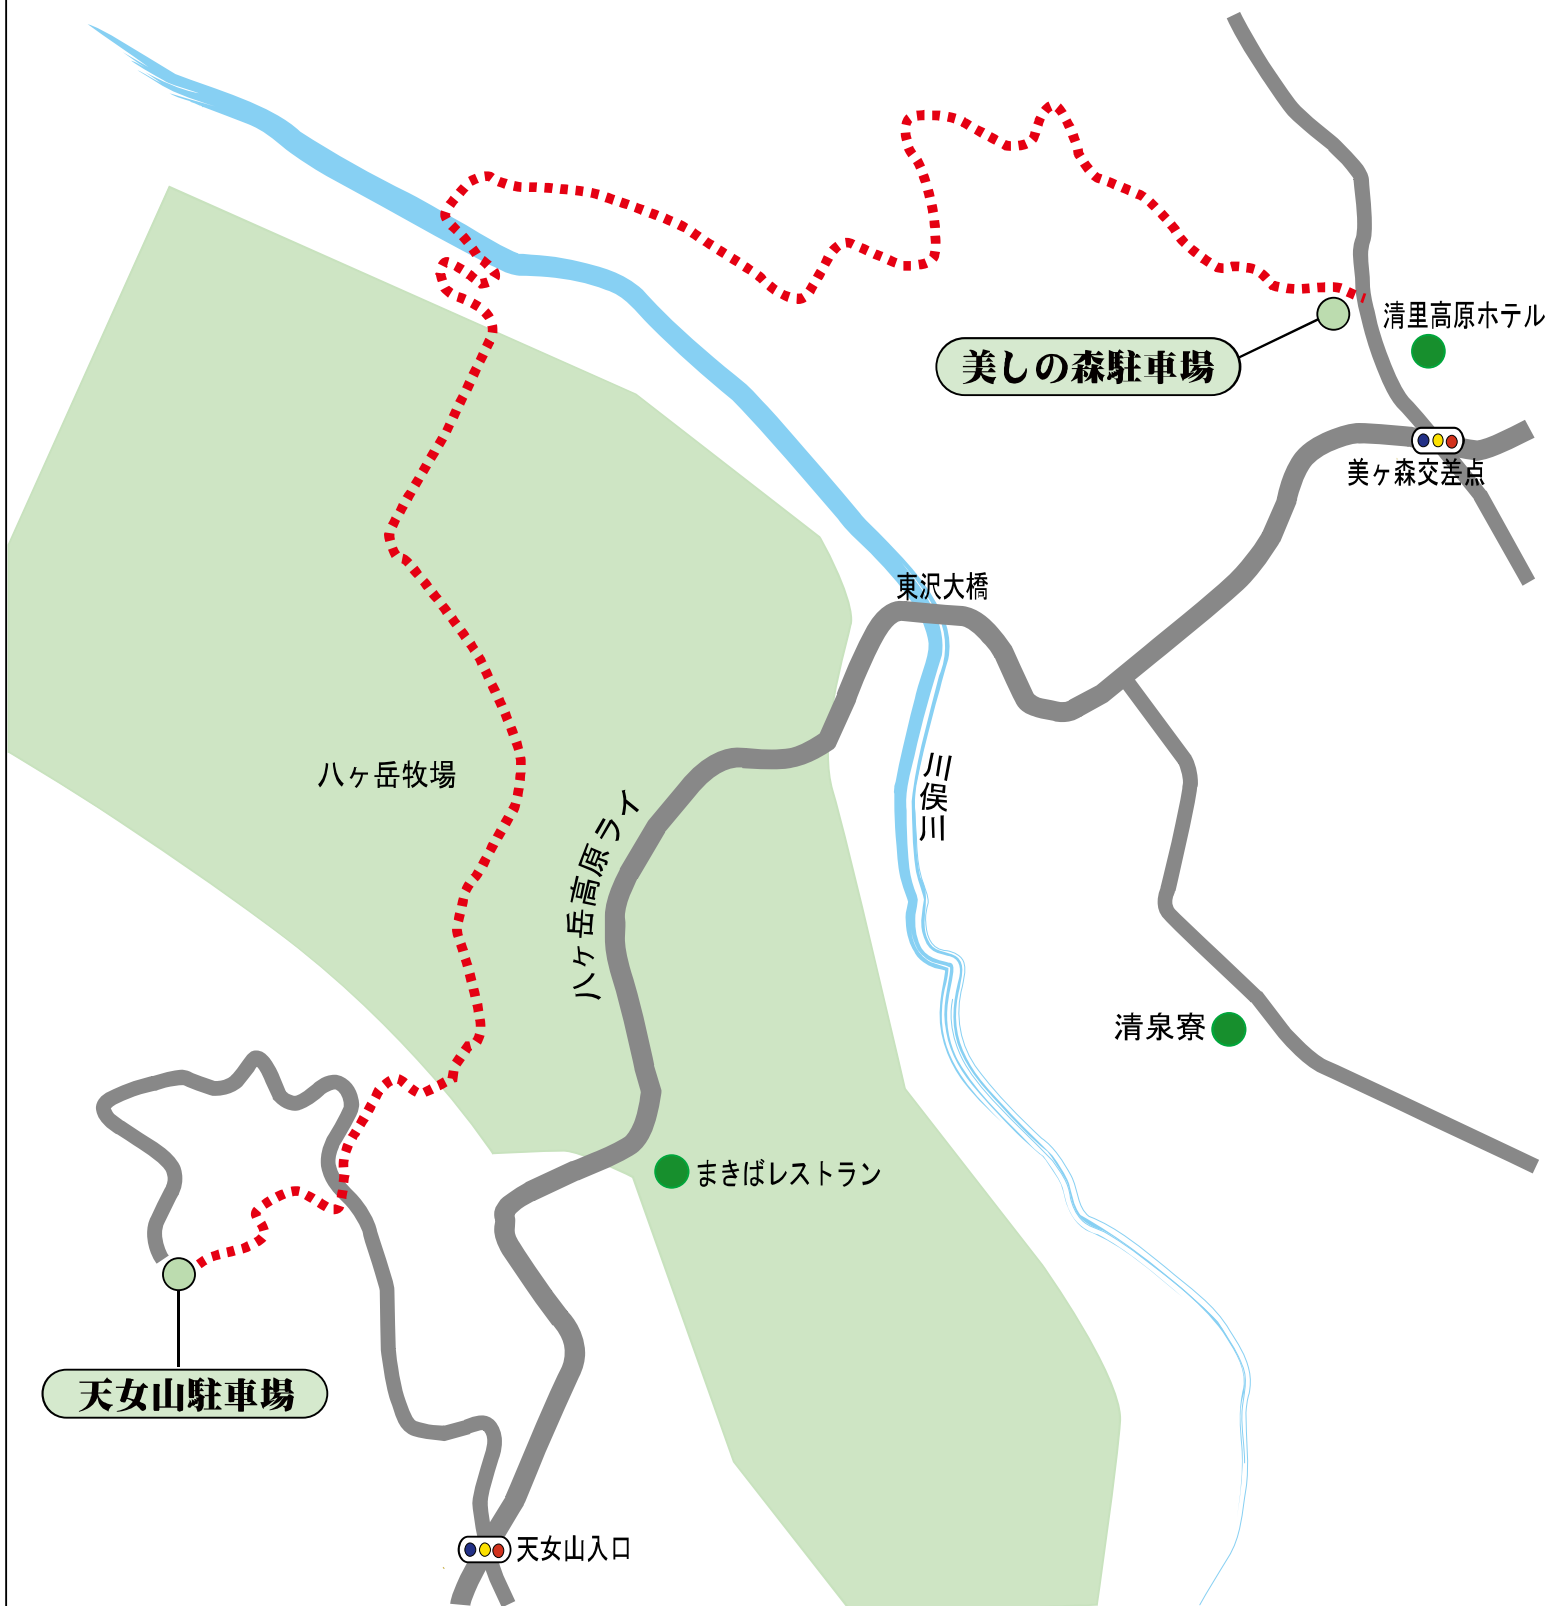 清里高原ホテル
美しの森駐車場
美ヶ森交差点
東沢大橋
八ヶ岳牧場
八ヶ岳高原ライ
川俣川
清泉寮
まきばレストラン
天女山駐車場
天女山入口